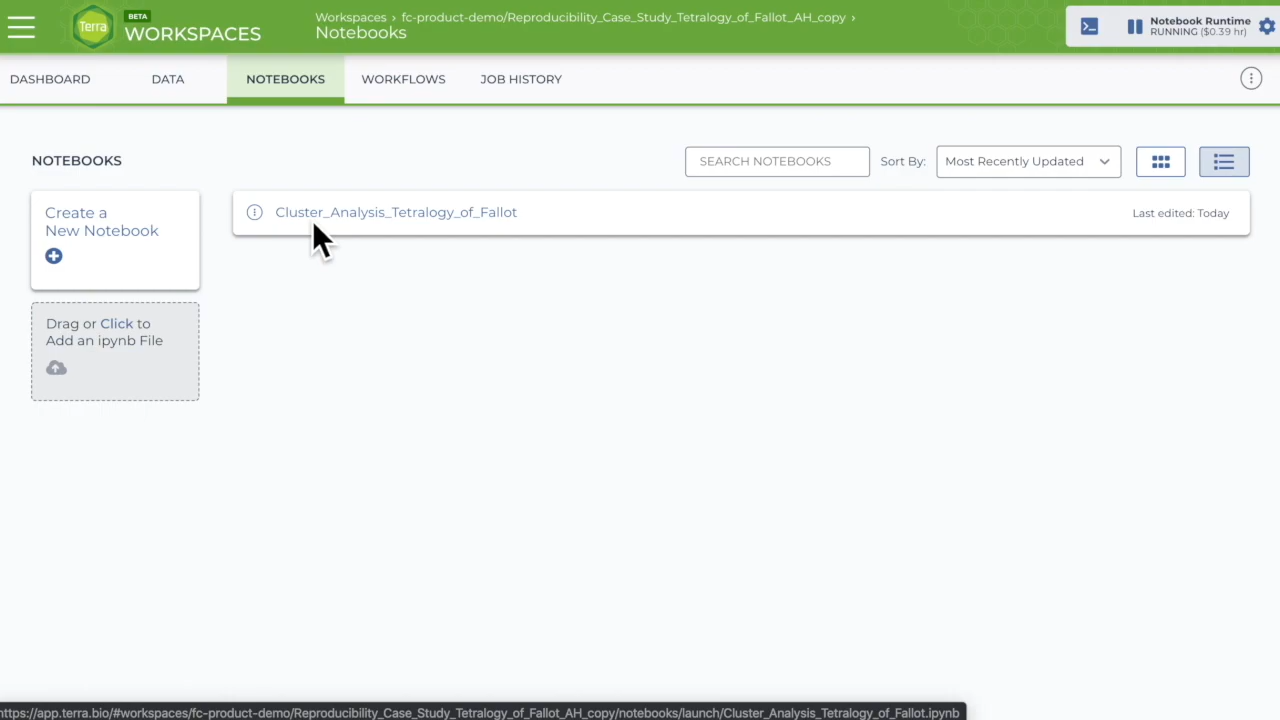 Terra
BETA
WORKSPACES
Workspaces › fc-product-demo/Reproducibility_Case_Study_Tetralogy_of_Fallot_AH_copy ›
Notebooks
Notebook Runtime
RUNNING ($0.39 hr)
DASHBOARD
DATA
NOTEBOOKS
WORKFLOWS
JOB HISTORY
NOTEBOOKS
SEARCH NOTEBOOKS
Sort By:
Most Recently Updated
Create a
New Notebook
Cluster_Analysis_Tetralogy_of_Fallot
Last edited: Today
Drag or Click to
Add an ipynb File
https://app.terra.bio/#workspaces/fc-product-demo/Reproducibility_Case_Study_Tetralogy_of_Fallot_AH_copy/notebooks/launch/Cluster_Analysis_Tetralogy_of_Fallot.ipynb